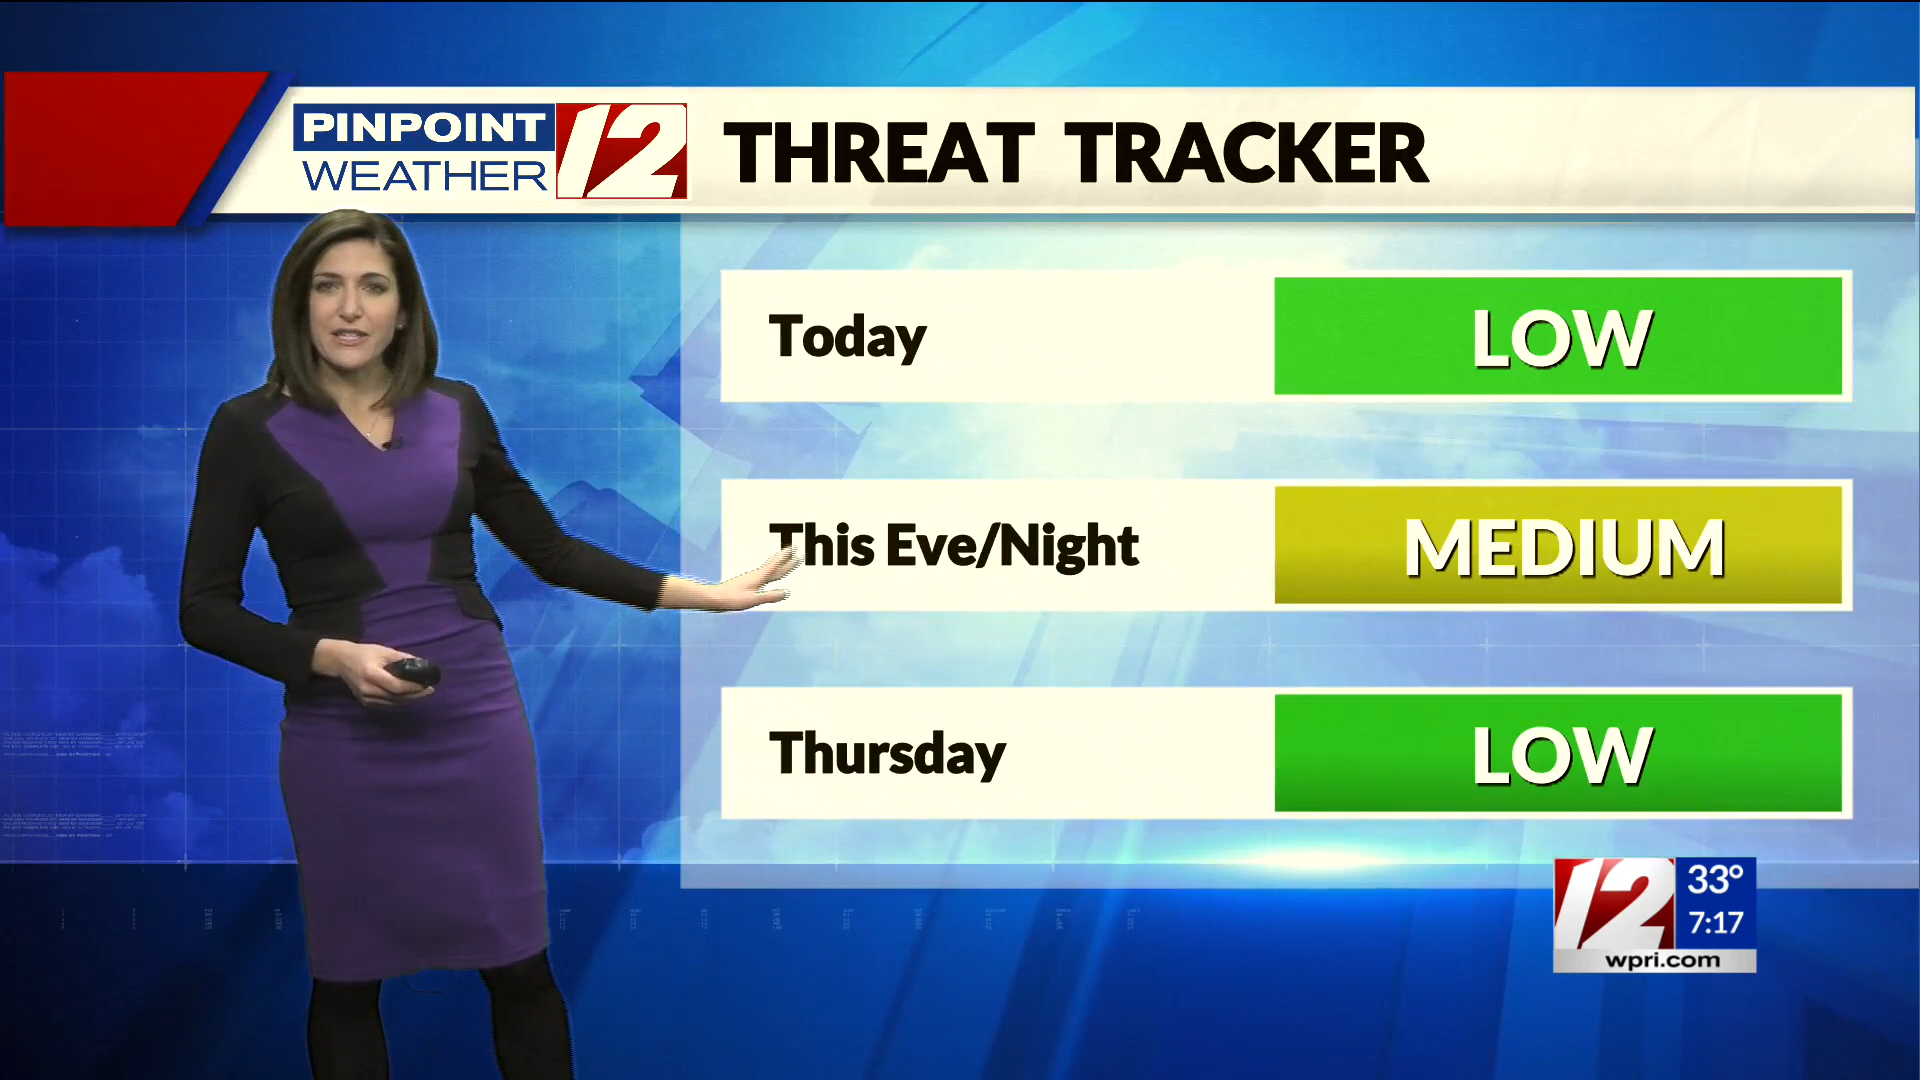 PINPOINT
WEATHER 12
THREAT TRACKER
Today LOW
This Eve/Night MEDIUM
Thursday LOW
12 33°
7:17
wpri.com